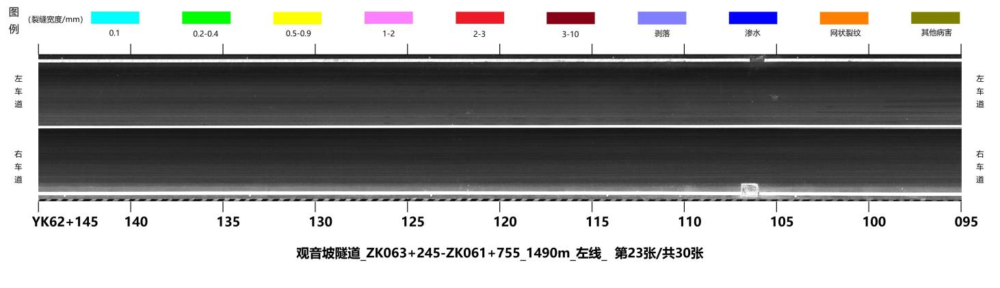 图例
(裂缝宽度/mm)
0.1 0.2-0.4 0.5-0.9 1-2 2-3 3-10 剥落 渗水 网状裂纹 其他病害
左车道 左车道
右车道 右车道
YK62+145 140 135 130 125 120 115 110 105 100 095
观音坡隧道_ZK063+245-ZK061+755_1490m_左线_ 第23张/共30张